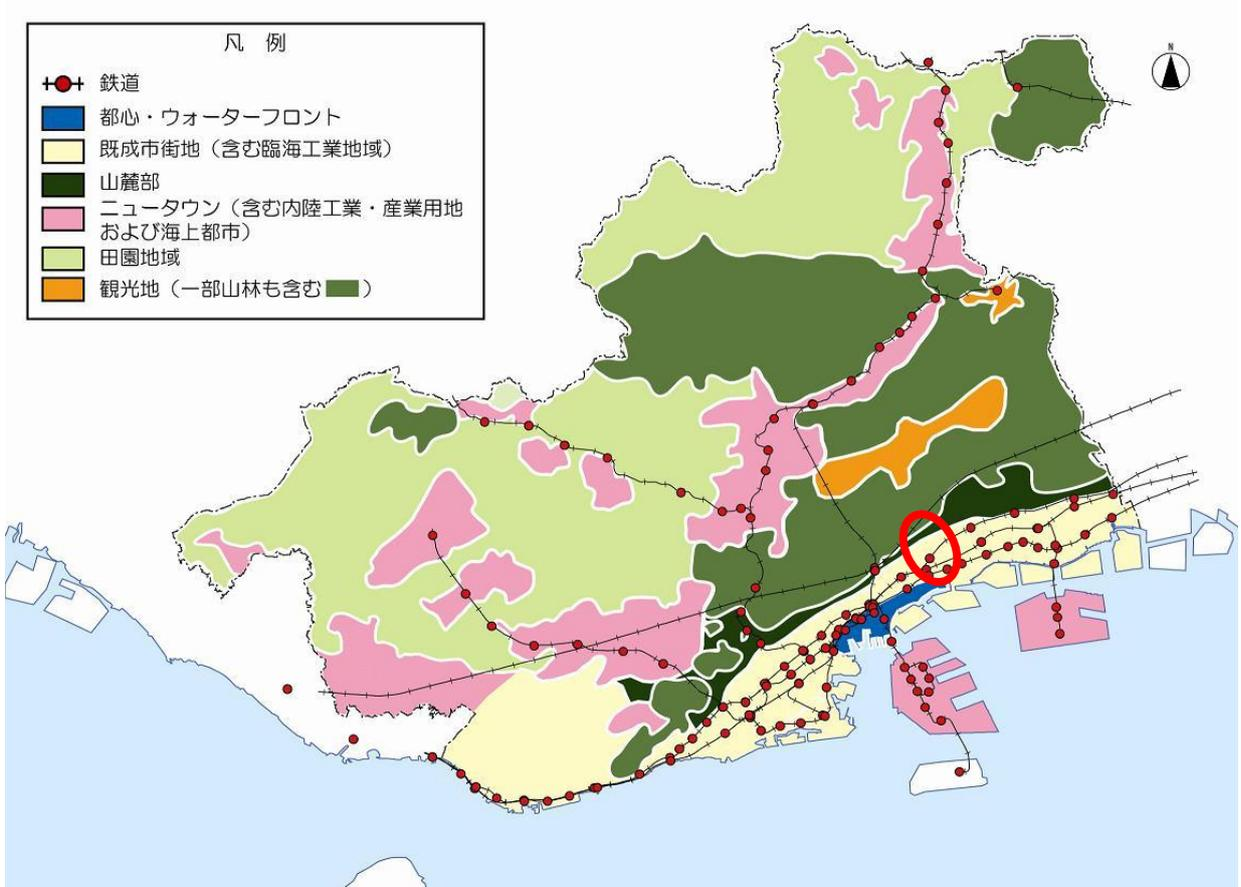 凡 例
鉄道
都心・ウォーターフロント
既成市街地（含む臨海工業地域）
山麓部
ニュータウン（含む内陸工業・産業用地
および海上都市）
田園地域
観光地（一部山林も含む　）
N